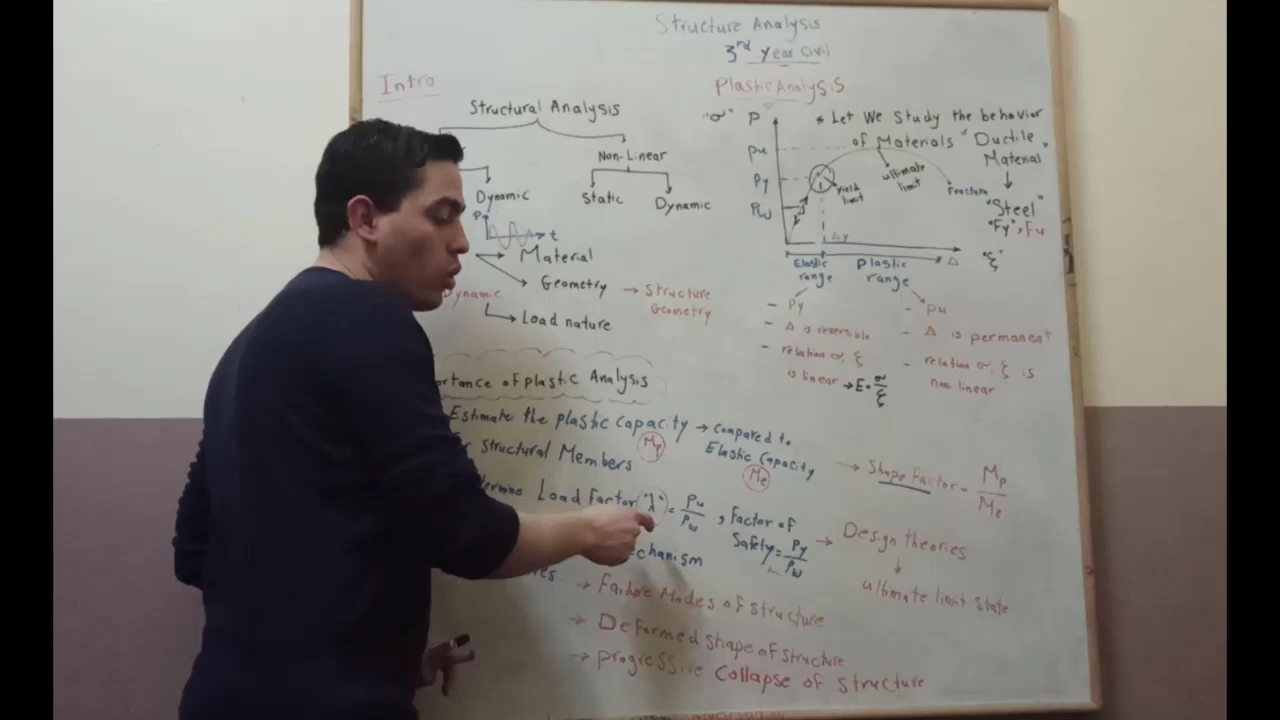 Structure Analysis
3rd Year Civil
Intro
Structural Analysis
Non-Linear
Dynamic
Static
Dynamic
P
t
Material
Geometry → Structure Geometry
Dynamic
Load nature
Plastic Analysis
"σ" P
* Let We Study the behavior
of Materials "Ductile
Material"
Pu
Py
Pw
yield
limit
ultimate
limit
Fracture
"Steel"
"Fy", Fu
Δy
Δ
"ξ"
Elastic
range
Plastic
range
- Py
- Δ is reversible
- relation σ, ξ
is linear → E = σ/ξ
- Pu
- Δ is permanent
- relation σ, ξ is
non linear
of plastic Analysis
Estimate the plastic capacity → compared to
Structural Members Mp Elastic Capacity
Me
→ Shape Factor = Mp/Me
Load Factor "λ" = Pu/Pw , Factor of
Safety = Py/Pw
→ Design theories
↓
ultimate limit state
→ Failure Modes of structure
→ Deformed shape of structure
→ progressive Collapse of structure